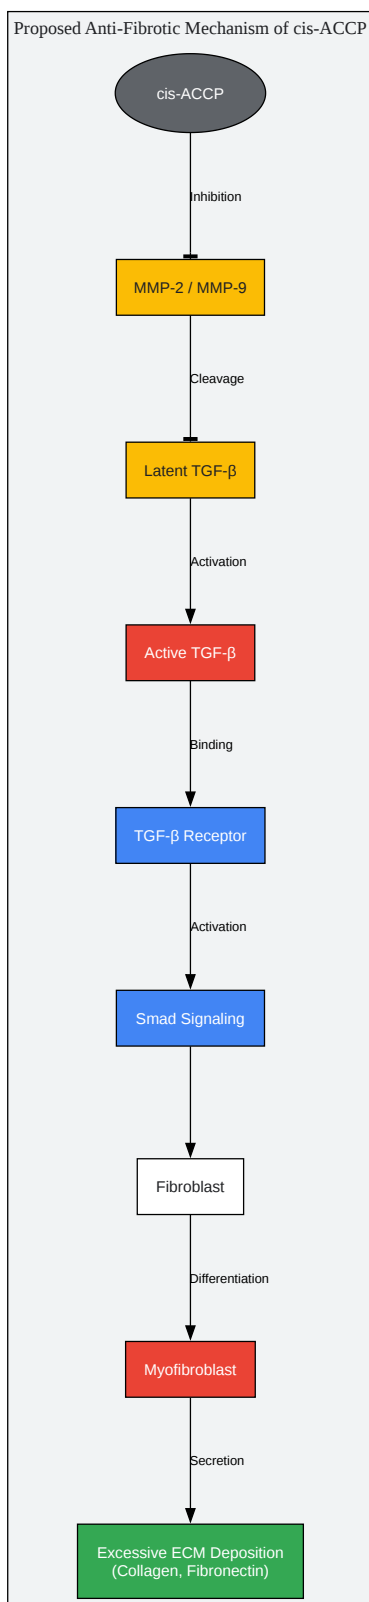 Proposed Anti-Fibrotic Mechanism of cis-ACCP
cis-ACCP
Inhibition
MMP-2 / MMP-9
Cleavage
Latent TGF-β
Activation
Active TGF-β
Binding
TGF-β Receptor
Activation
Smad Signaling
Fibroblast
Differentiation
Myofibroblast
Secretion
Excessive ECM Deposition
(Collagen, Fibronectin)